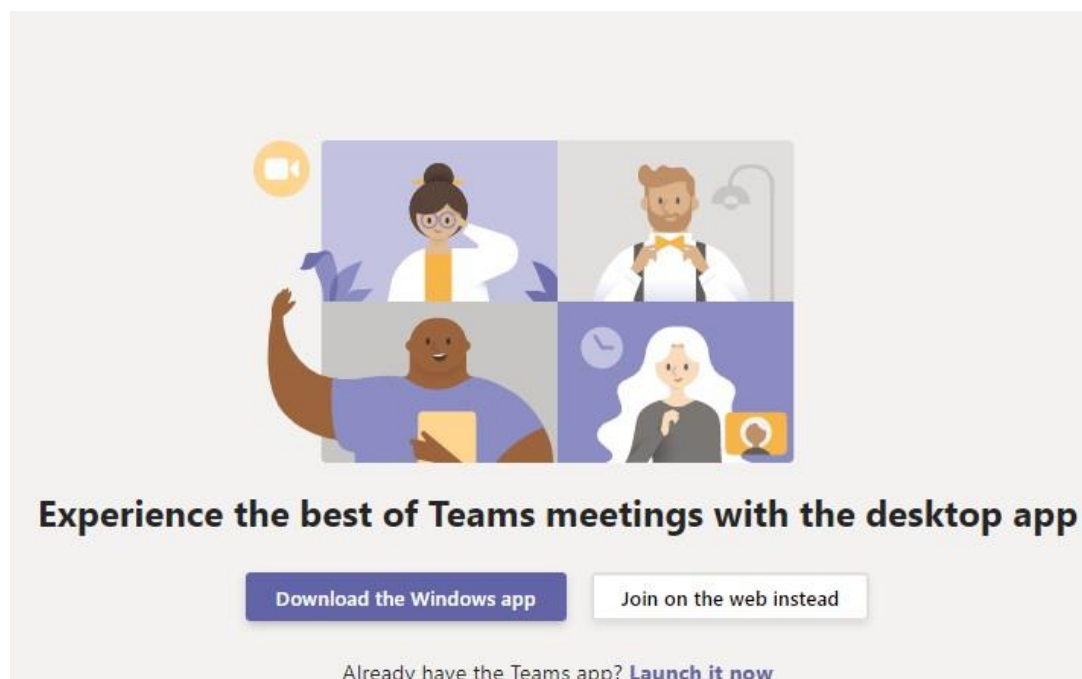 Experience the best of Teams meetings with the desktop app
Download the Windows app
Join on the web instead
Already have the Teams app? Launch it now